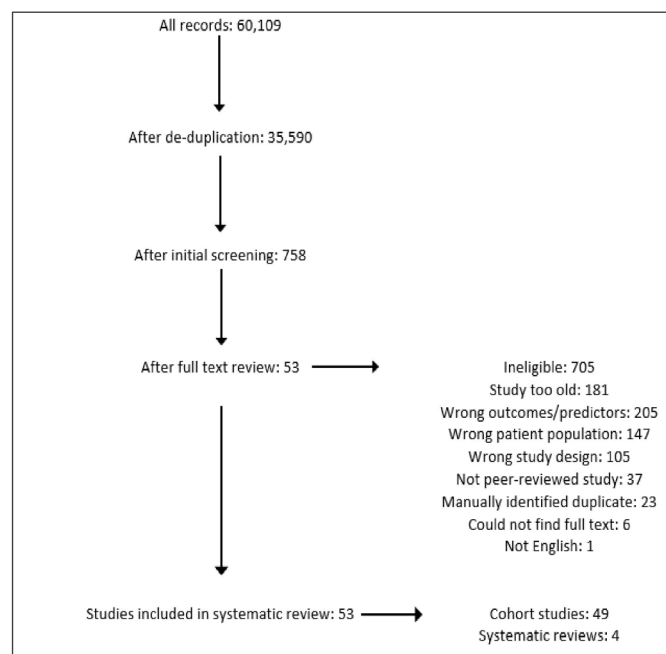 All records: 60,109
After de-duplication: 35,590
After initial screening: 758
After full text review: 53
Ineligible: 705
Study too old: 181
Wrong outcomes/predictors: 205
Wrong patient population: 147
Wrong study design: 105
Not peer-reviewed study: 37
Manually identified duplicate: 23
Could not find full text: 6
Not English: 1
Studies included in systematic review: 53
Cohort studies: 49
Systematic reviews: 4